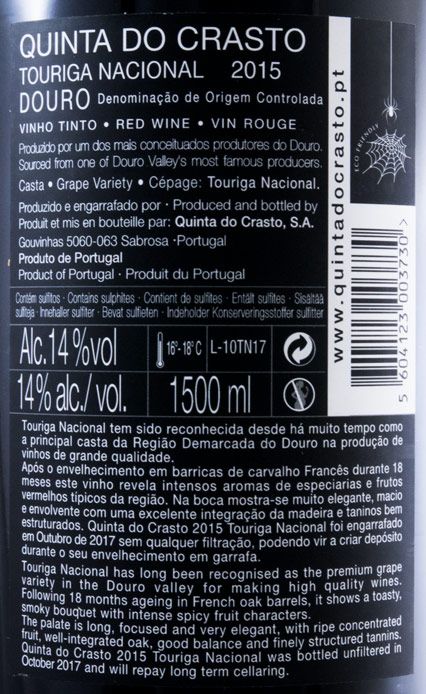 QUINTA DO CRASTO
TOURIGA NACIONAL 2015
DOURO Denominação de Origem Controlada
VINHO TINTO • RED WINE • VIN ROUGE
Produzido por um dos mais conceituados produtores do Douro.
Sourced from one of Douro Valley's most famous producers.
Casta • Grape Variety • Cépage: Touriga Nacional.
Produzido e engarrafado por · Produced and bottled by
Produit et mis en bouteille par: Quinta do Crasto, S.A.
Gouvinhas 5060-063 Sabrosa ·Portugal
Produto de Portugal
Product of Portugal · Produit du Portugal
Contém sulfitos · Contains sulphites · Contient de sulfites · Entält sulfites · Sisältää
sulfiteja · Innehaller sulfiter · Bevat sulfieten · Indeholder Konserveringsstoffer sulfitter
Alc.14%vol
16º-18ºC
L-10TN17
14% alc./ vol.
1500 ml
Touriga Nacional tem sido reconhecida desde há muito tempo como
a principal casta da Região Demarcada do Douro na produção de
vinhos de grande qualidade.
Após o envelhecimento em barricas de carvalho Francês durante 18
meses este vinho revela intensos aromas de especiarias e frutos
vermelhos típicos da região. Na boca mostra-se muito elegante, macio
e envolvente com uma excelente integração da madeira e taninos bem
estruturados. Quinta do Crasto 2015 Touriga Nacional foi engarrafado
em Outubro de 2017 sem qualquer filtração, podendo vir a criar depósito
durante o seu envelhecimento em garrafa.
Touriga Nacional has long been recognised as the premium grape
variety in the Douro valley for making high quality wines.
Following 18 months ageing in French oak barrels, it shows a toasty,
smoky bouquet with intense spicy fruit characters.
The palate is long, focused and very elegant, with ripe concentrated
fruit, well-integrated oak, good balance and finely structured tannins.
Quinta do Crasto 2015 Touriga Nacional was bottled unfiltered in
October 2017 and will repay long term cellaring.
www.quintadocrasto.pt
ECO FRIENDLY
5 604123 003730 >